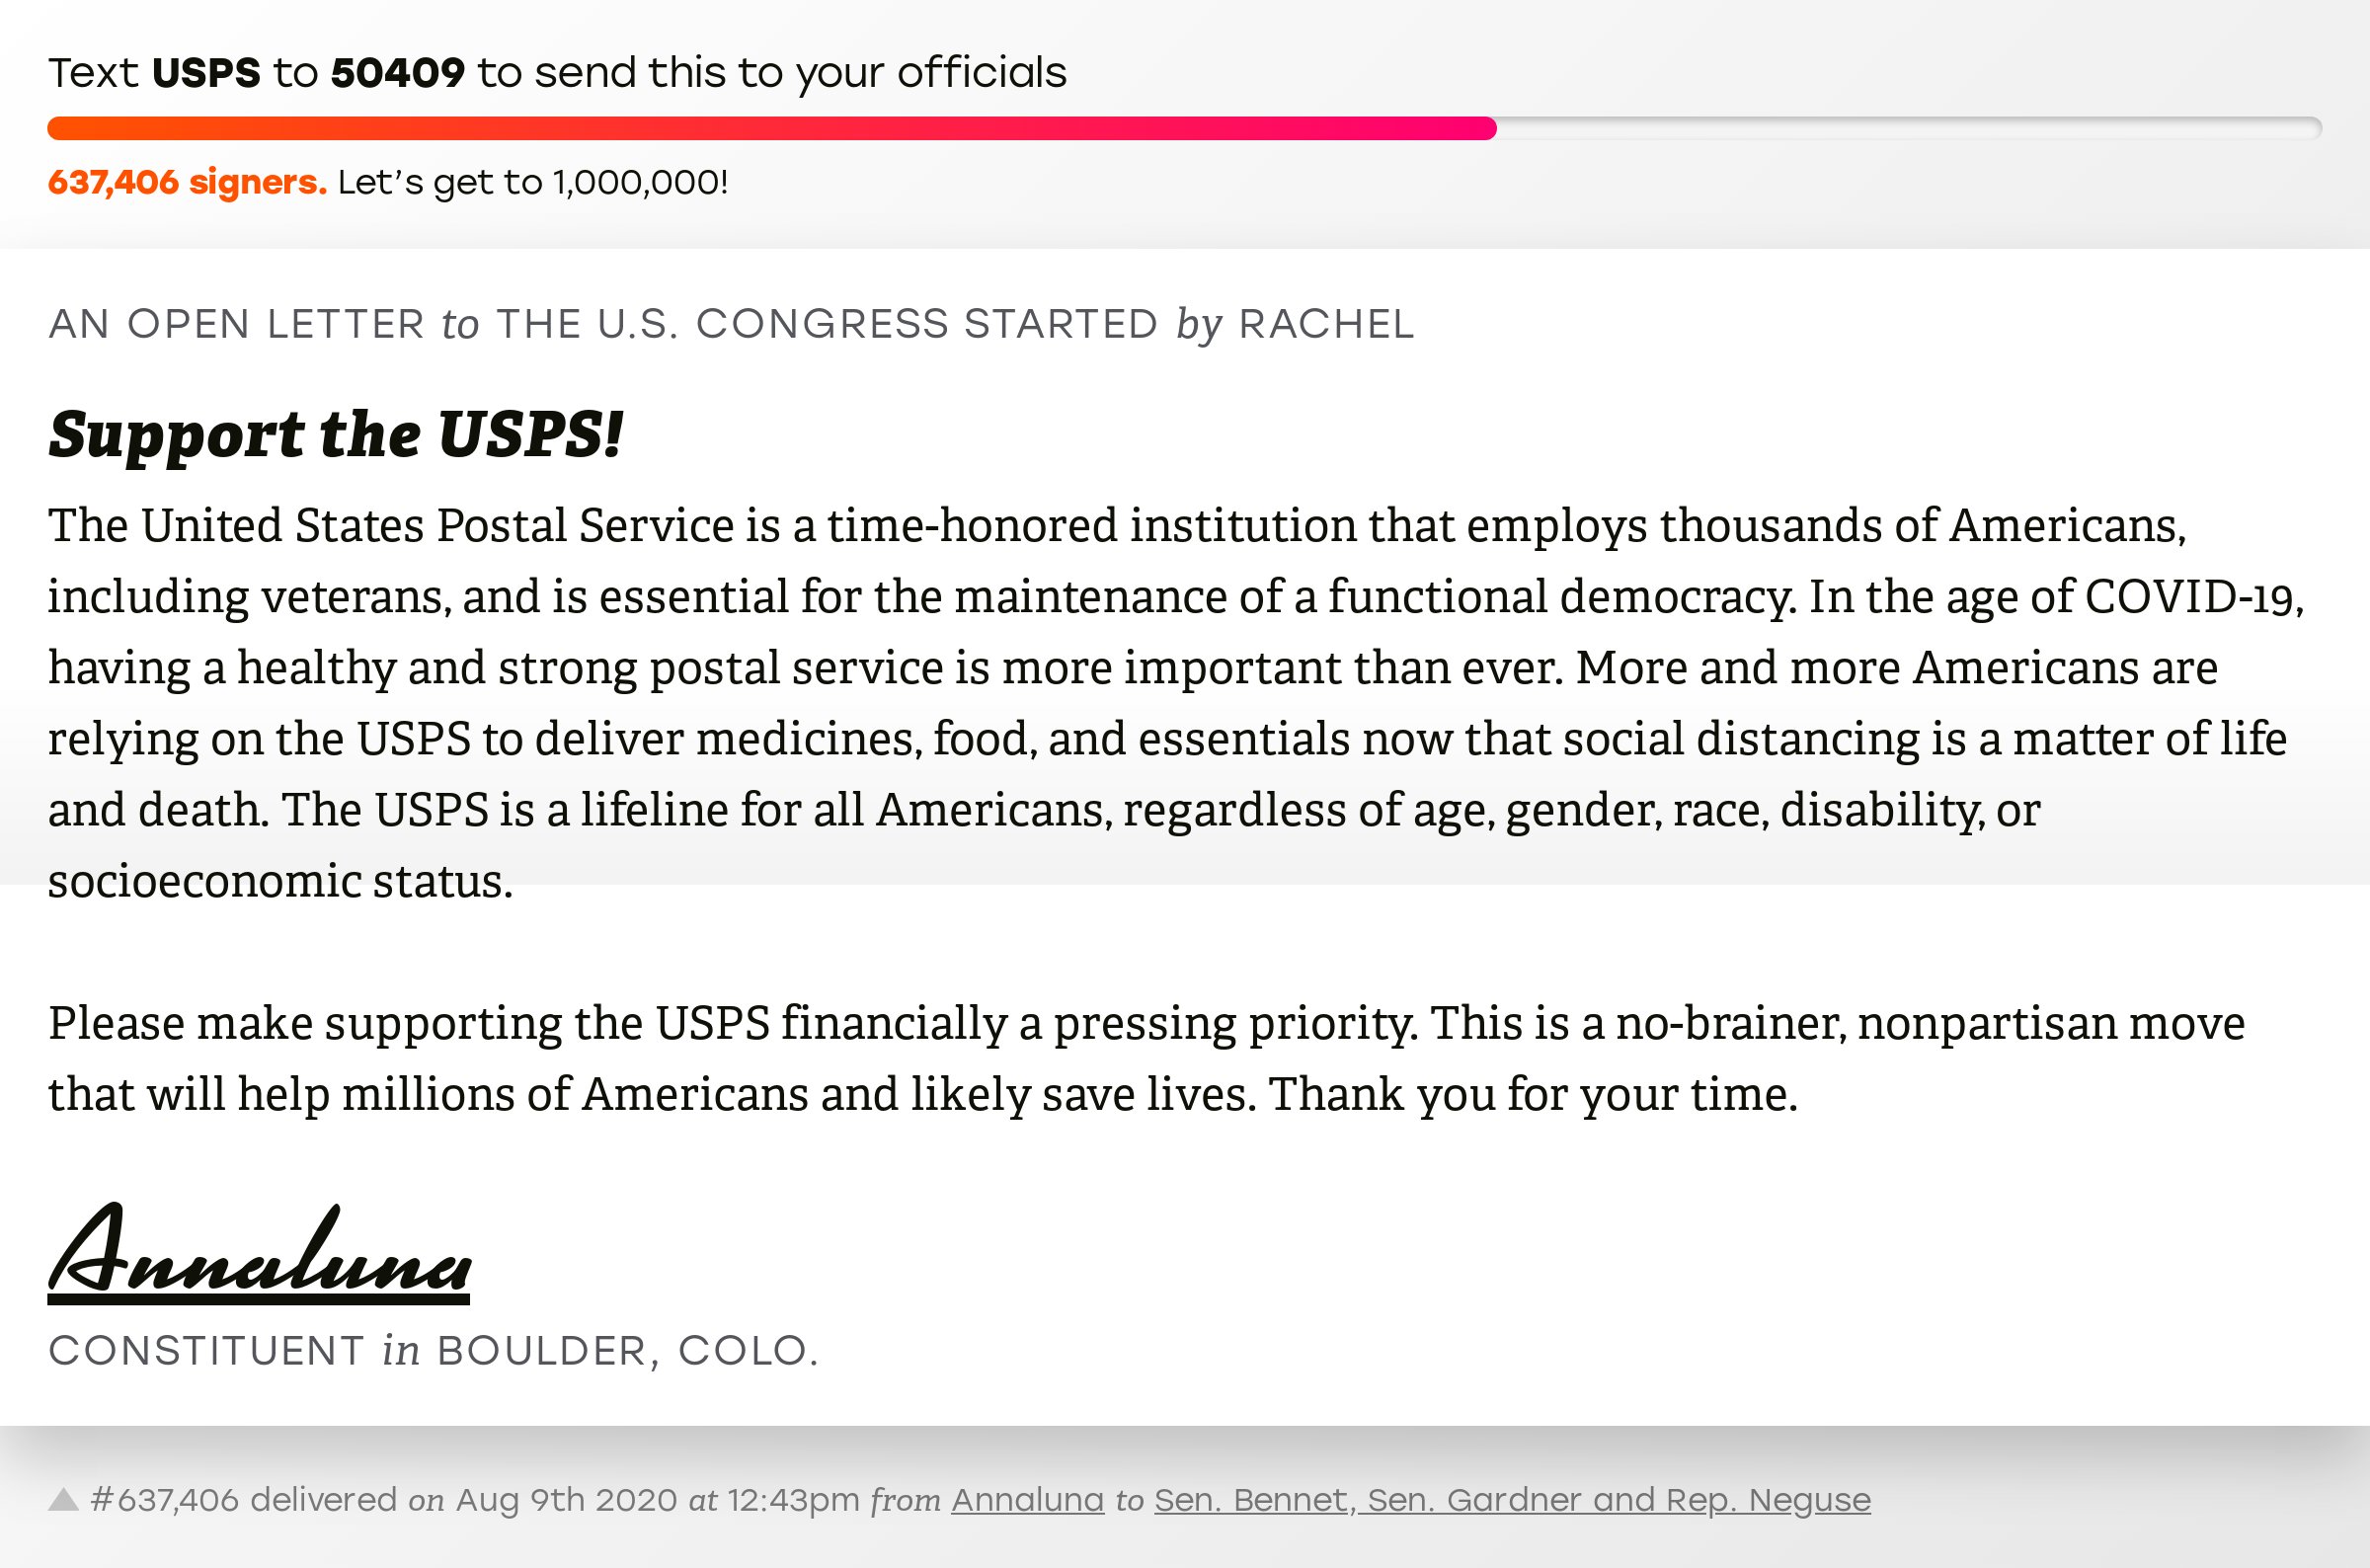 Text USPS to 50409 to send this to your officials
637,406 signers. Let’s get to 1,000,000!
AN OPEN LETTER to THE U.S. CONGRESS STARTED by RACHEL
Support the USPS!
The United States Postal Service is a time-honored institution that employs thousands of Americans,
including veterans, and is essential for the maintenance of a functional democracy. In the age of COVID-19,
having a healthy and strong postal service is more important than ever. More and more Americans are
relying on the USPS to deliver medicines, food, and essentials now that social distancing is a matter of life
and death. The USPS is a lifeline for all Americans, regardless of age, gender, race, disability, or
socioeconomic status.
Please make supporting the USPS financially a pressing priority. This is a no-brainer, nonpartisan move
that will help millions of Americans and likely save lives. Thank you for your time.
Annaluna
CONSTITUENT in BOULDER, COLO.
▲ #637,406 delivered on Aug 9th 2020 at 12:43pm from Annaluna to Sen. Bennet, Sen. Gardner and Rep. Neguse